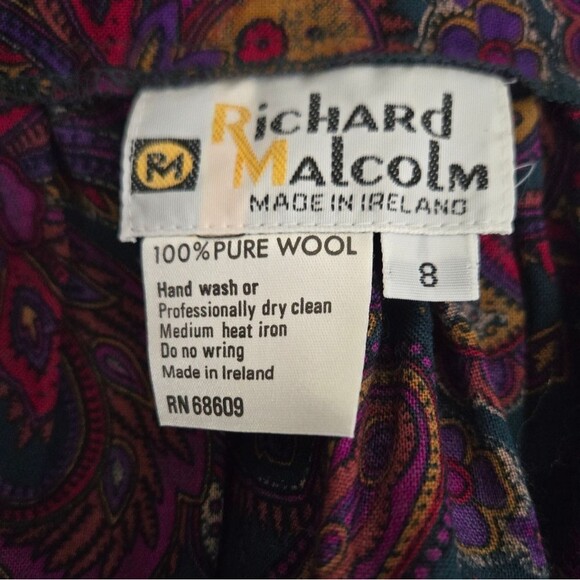 Richard
RM Malcolm
MADE IN IRELAND
100% PURE WOOL
8
Hand wash or
Professionally dry clean
Medium heat iron
Do no wring
Made in Ireland
RN 68609